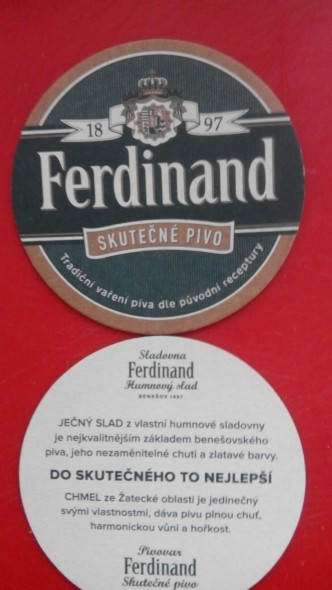 18 97
Ferdinand
SKUTEČNÉ PIVO
Tradiční vaření piva dle původní receptury
Sladovna
Ferdinand
Humnový slad
BENEŠOV 1897
JEČNÝ SLAD z vlastní humnové sladovny
je nejkvalitnějším základem benešovského
piva, jeho nezaměnitelné chuti a zlatavé barvy.
DO SKUTEČNÉHO TO NEJLEPŠÍ
CHMEL ze Žatecké oblasti je jedinečný
svými vlastnostmi, dává pivu plnou chuť,
harmonickou vůni a hořkost.
Pivovar
Ferdinand
Skutečné pivo